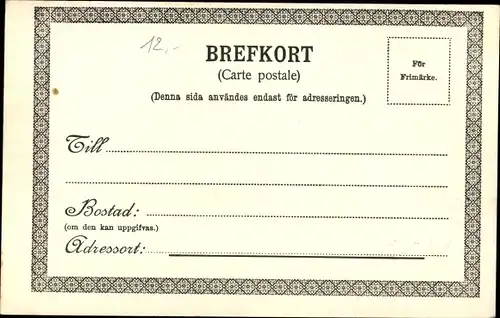 12,-
BREFKORT
(Carte postale)
(Denna sida användes endast för adresseringen.)
För
Frimärke.
Till
Bostad:
(om den kan uppgifvas.)
Adressort: